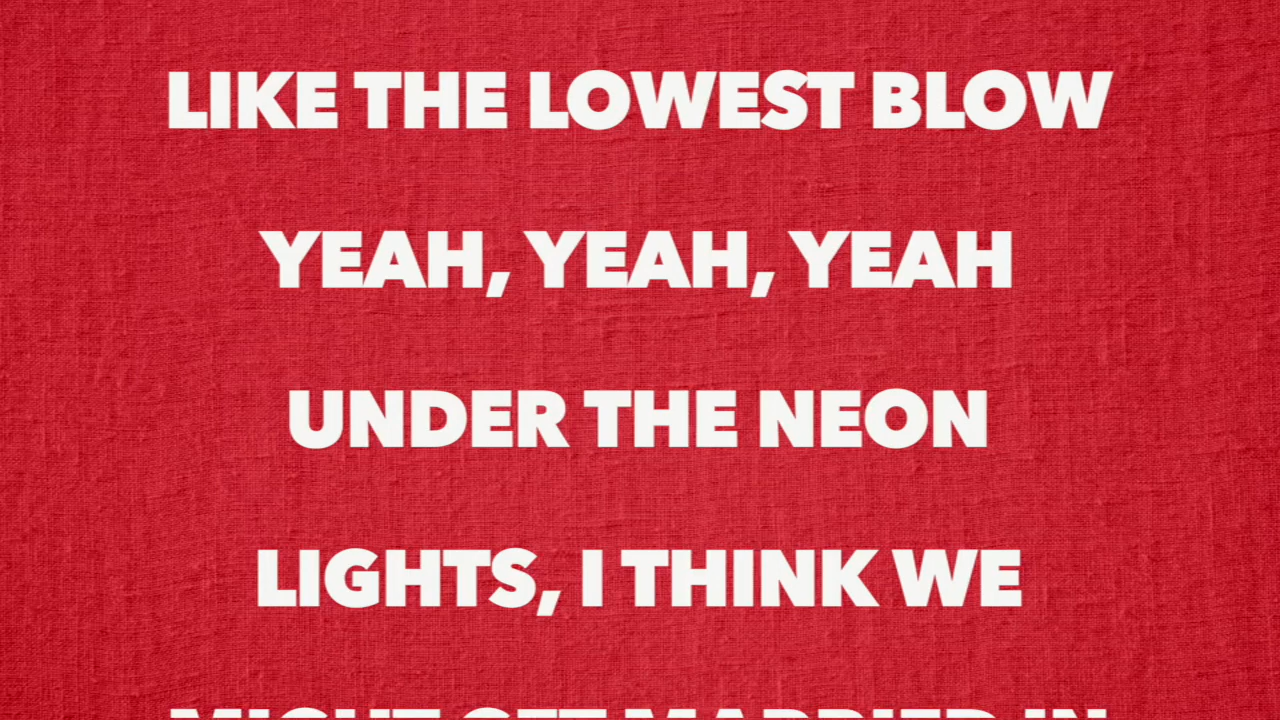 LIKE THE LOWEST BLOW
YEAH, YEAH, YEAH
UNDER THE NEON
LIGHTS, I THINK WE